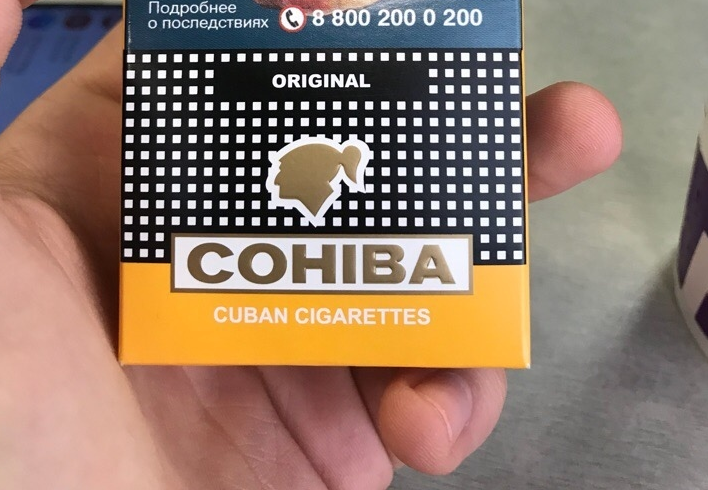 Подробнее
о последствиях 8 800 200 0 200
ORIGINAL
COHIBA
CUBAN CIGARETTES